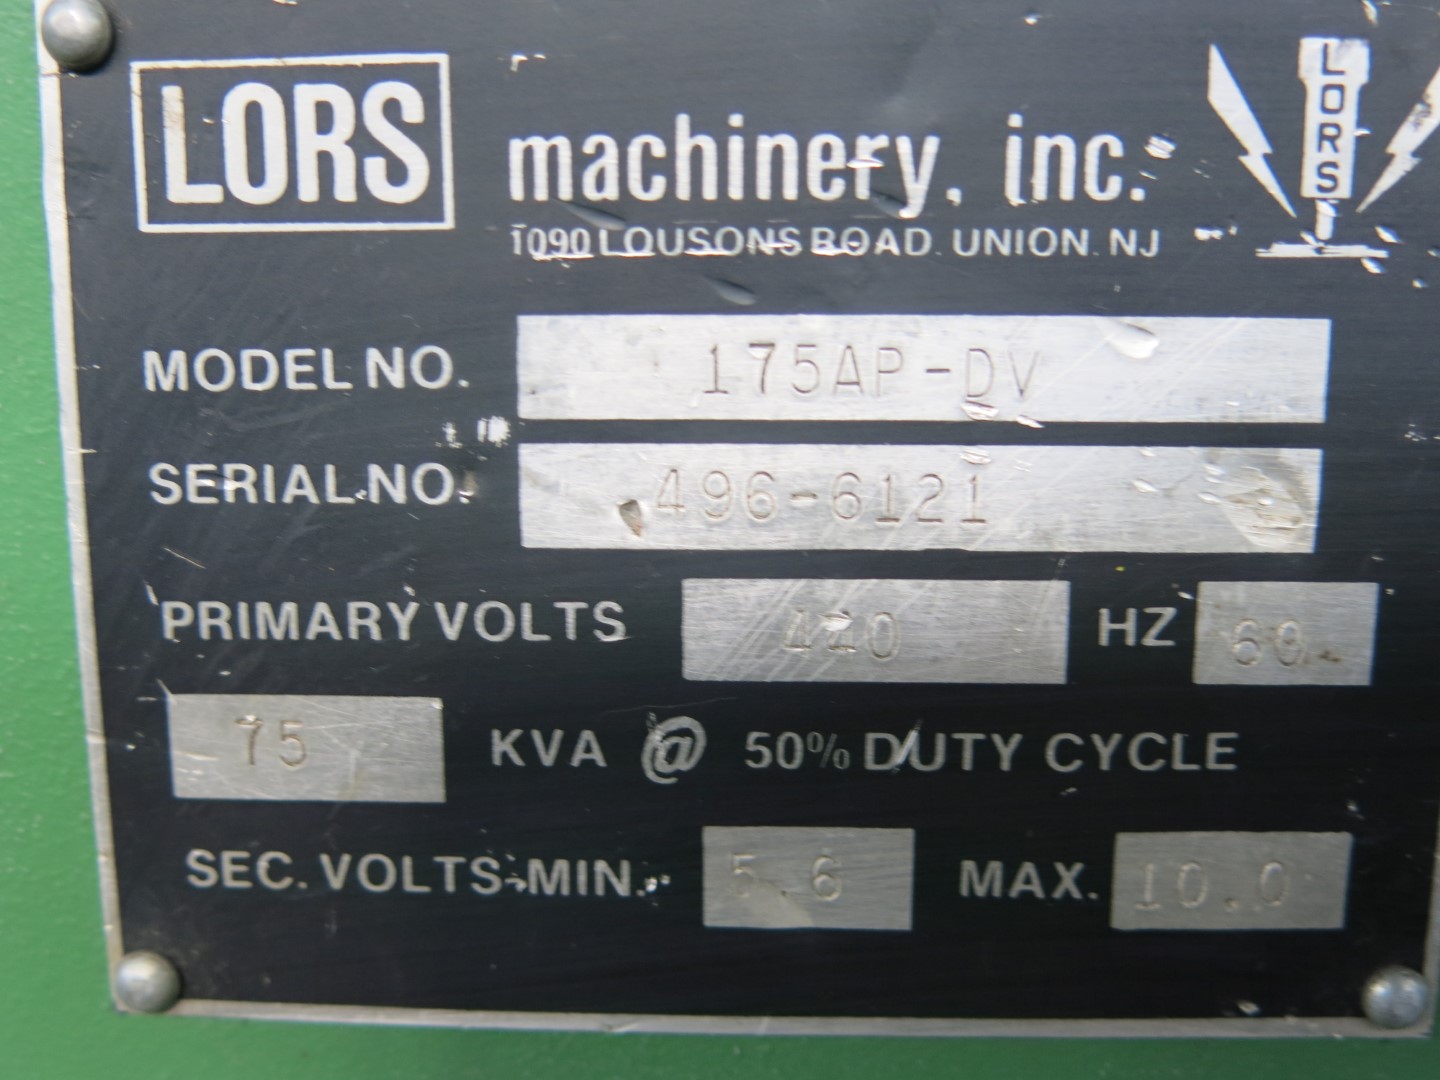 LORS machinery, inc.
LORS
1090 LOUSONS ROAD. UNION. NJ
MODEL NO. 175AP-DV
SERIAL NO. 496-6121
PRIMARY VOLTS 440 HZ 60
75 KVA @ 50% DUTY CYCLE
SEC. VOLTS-MIN. 5.6 MAX. 10.0